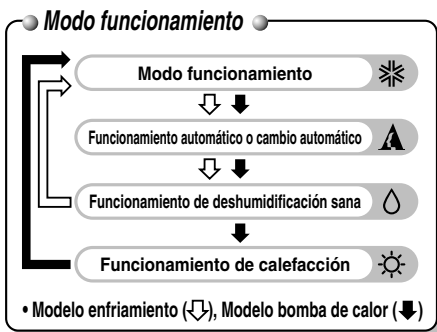 Modo funcionamiento
Modo funcionamiento
Funcionamiento automático o cambio automático
Funcionamiento de deshumidificación sana
Funcionamiento de calefacción
• Modelo enfriamiento (⇩), Modelo bomba de calor (⬇)